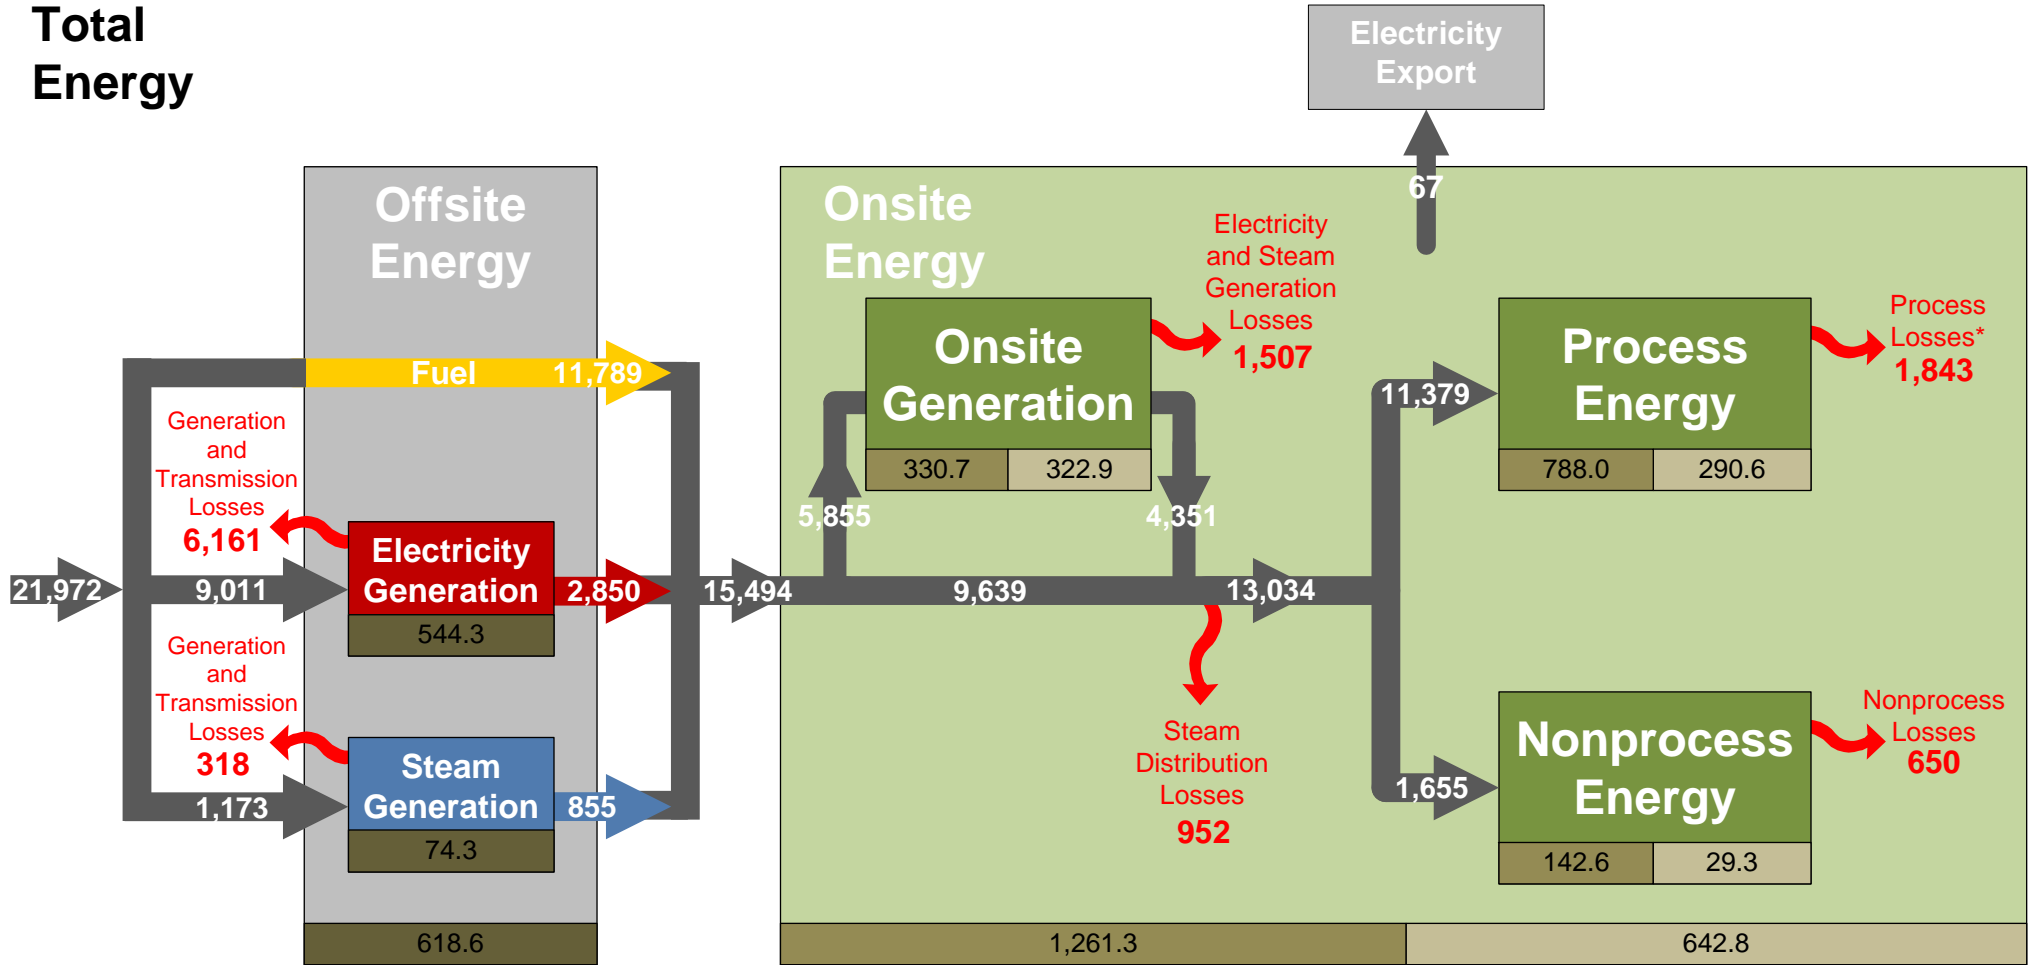 Total
Energy
Electricity
Export
67
Offsite
Energy
Fuel
11,789
Generation
and
Transmission
Losses
6,161
Electricity
Generation
544.3
21,972
9,011
2,850
Generation
and
Transmission
Losses
318
Steam
Generation
74.3
1,173
855
618.6
15,494
Onsite
Energy
Onsite
Generation
330.7
322.9
Electricity
and Steam
Generation
Losses
1,507
5,855
4,351
9,639
13,034
Steam
Distribution
Losses
952
11,379
Process
Energy
788.0
290.6
Process
Losses*
1,843
1,655
Nonprocess
Energy
142.6
29.3
Nonprocess
Losses
650
1,261.3
642.8